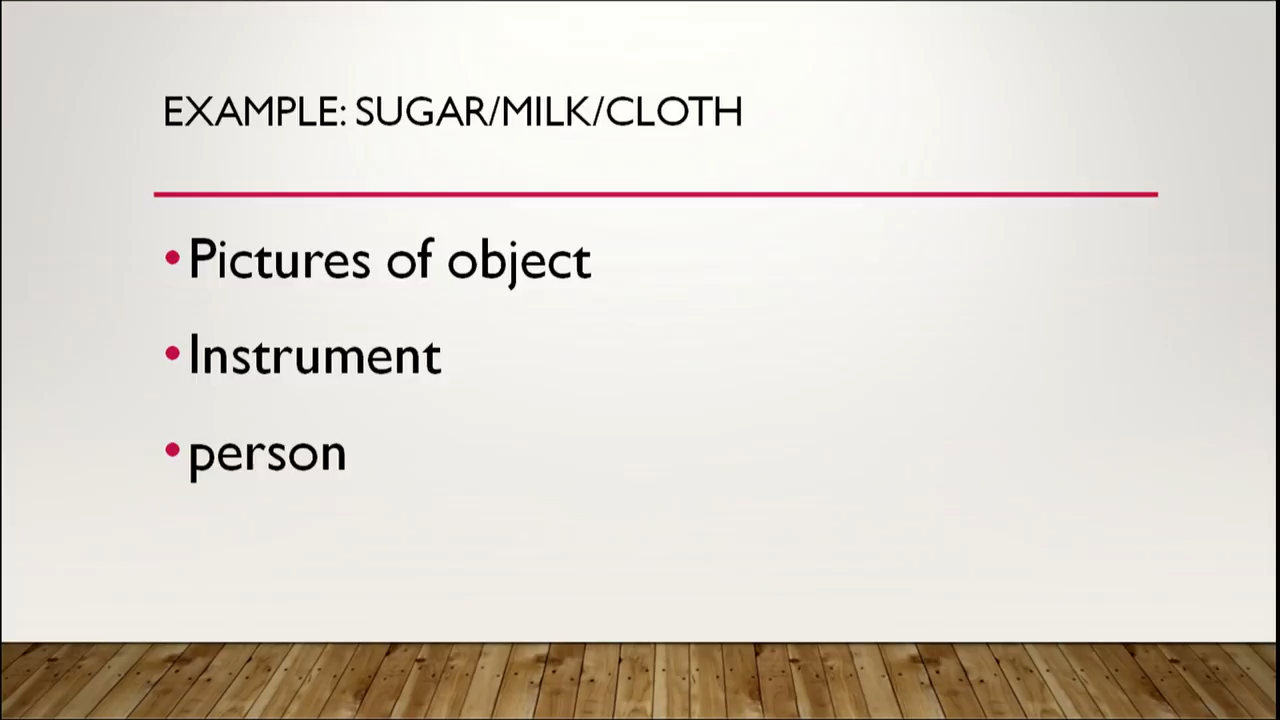 EXAMPLE: SUGAR/MILK/CLOTH
•Pictures of object
•Instrument
•person